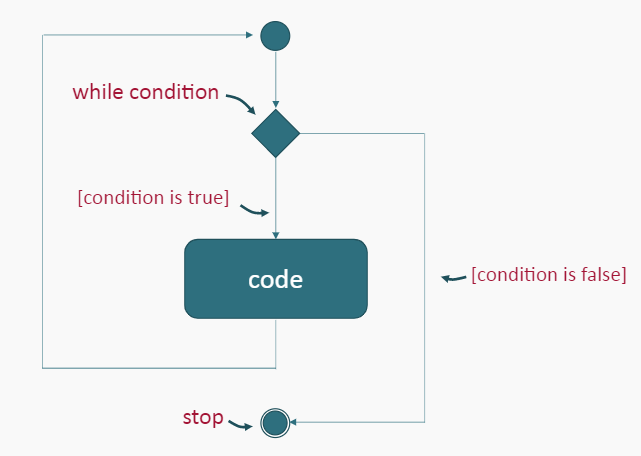 while condition
[condition is true]
code
[condition is false]
stop